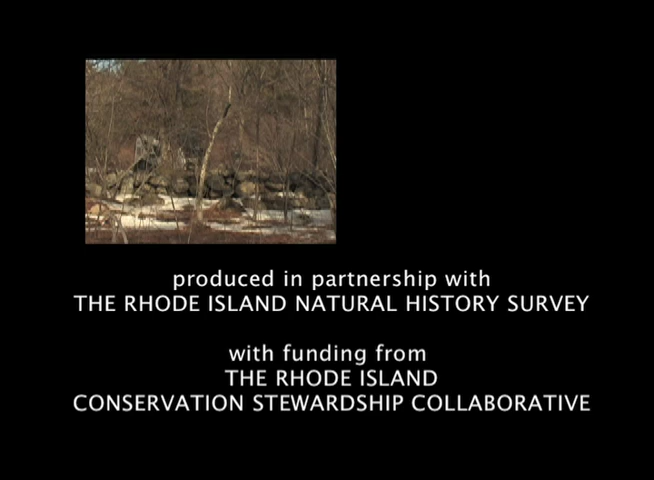 produced in partnership with
THE RHODE ISLAND NATURAL HISTORY SURVEY
with funding from
THE RHODE ISLAND
CONSERVATION STEWARDSHIP COLLABORATIVE